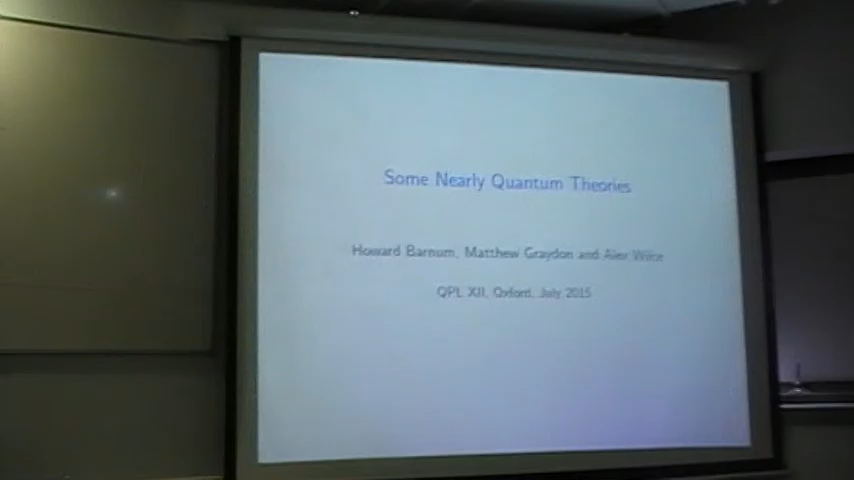 Some Nearly Quantum Theories
Howard Barnum, Matthew Graydon and Alex Wilce
QPL XII, Oxford, July 2015